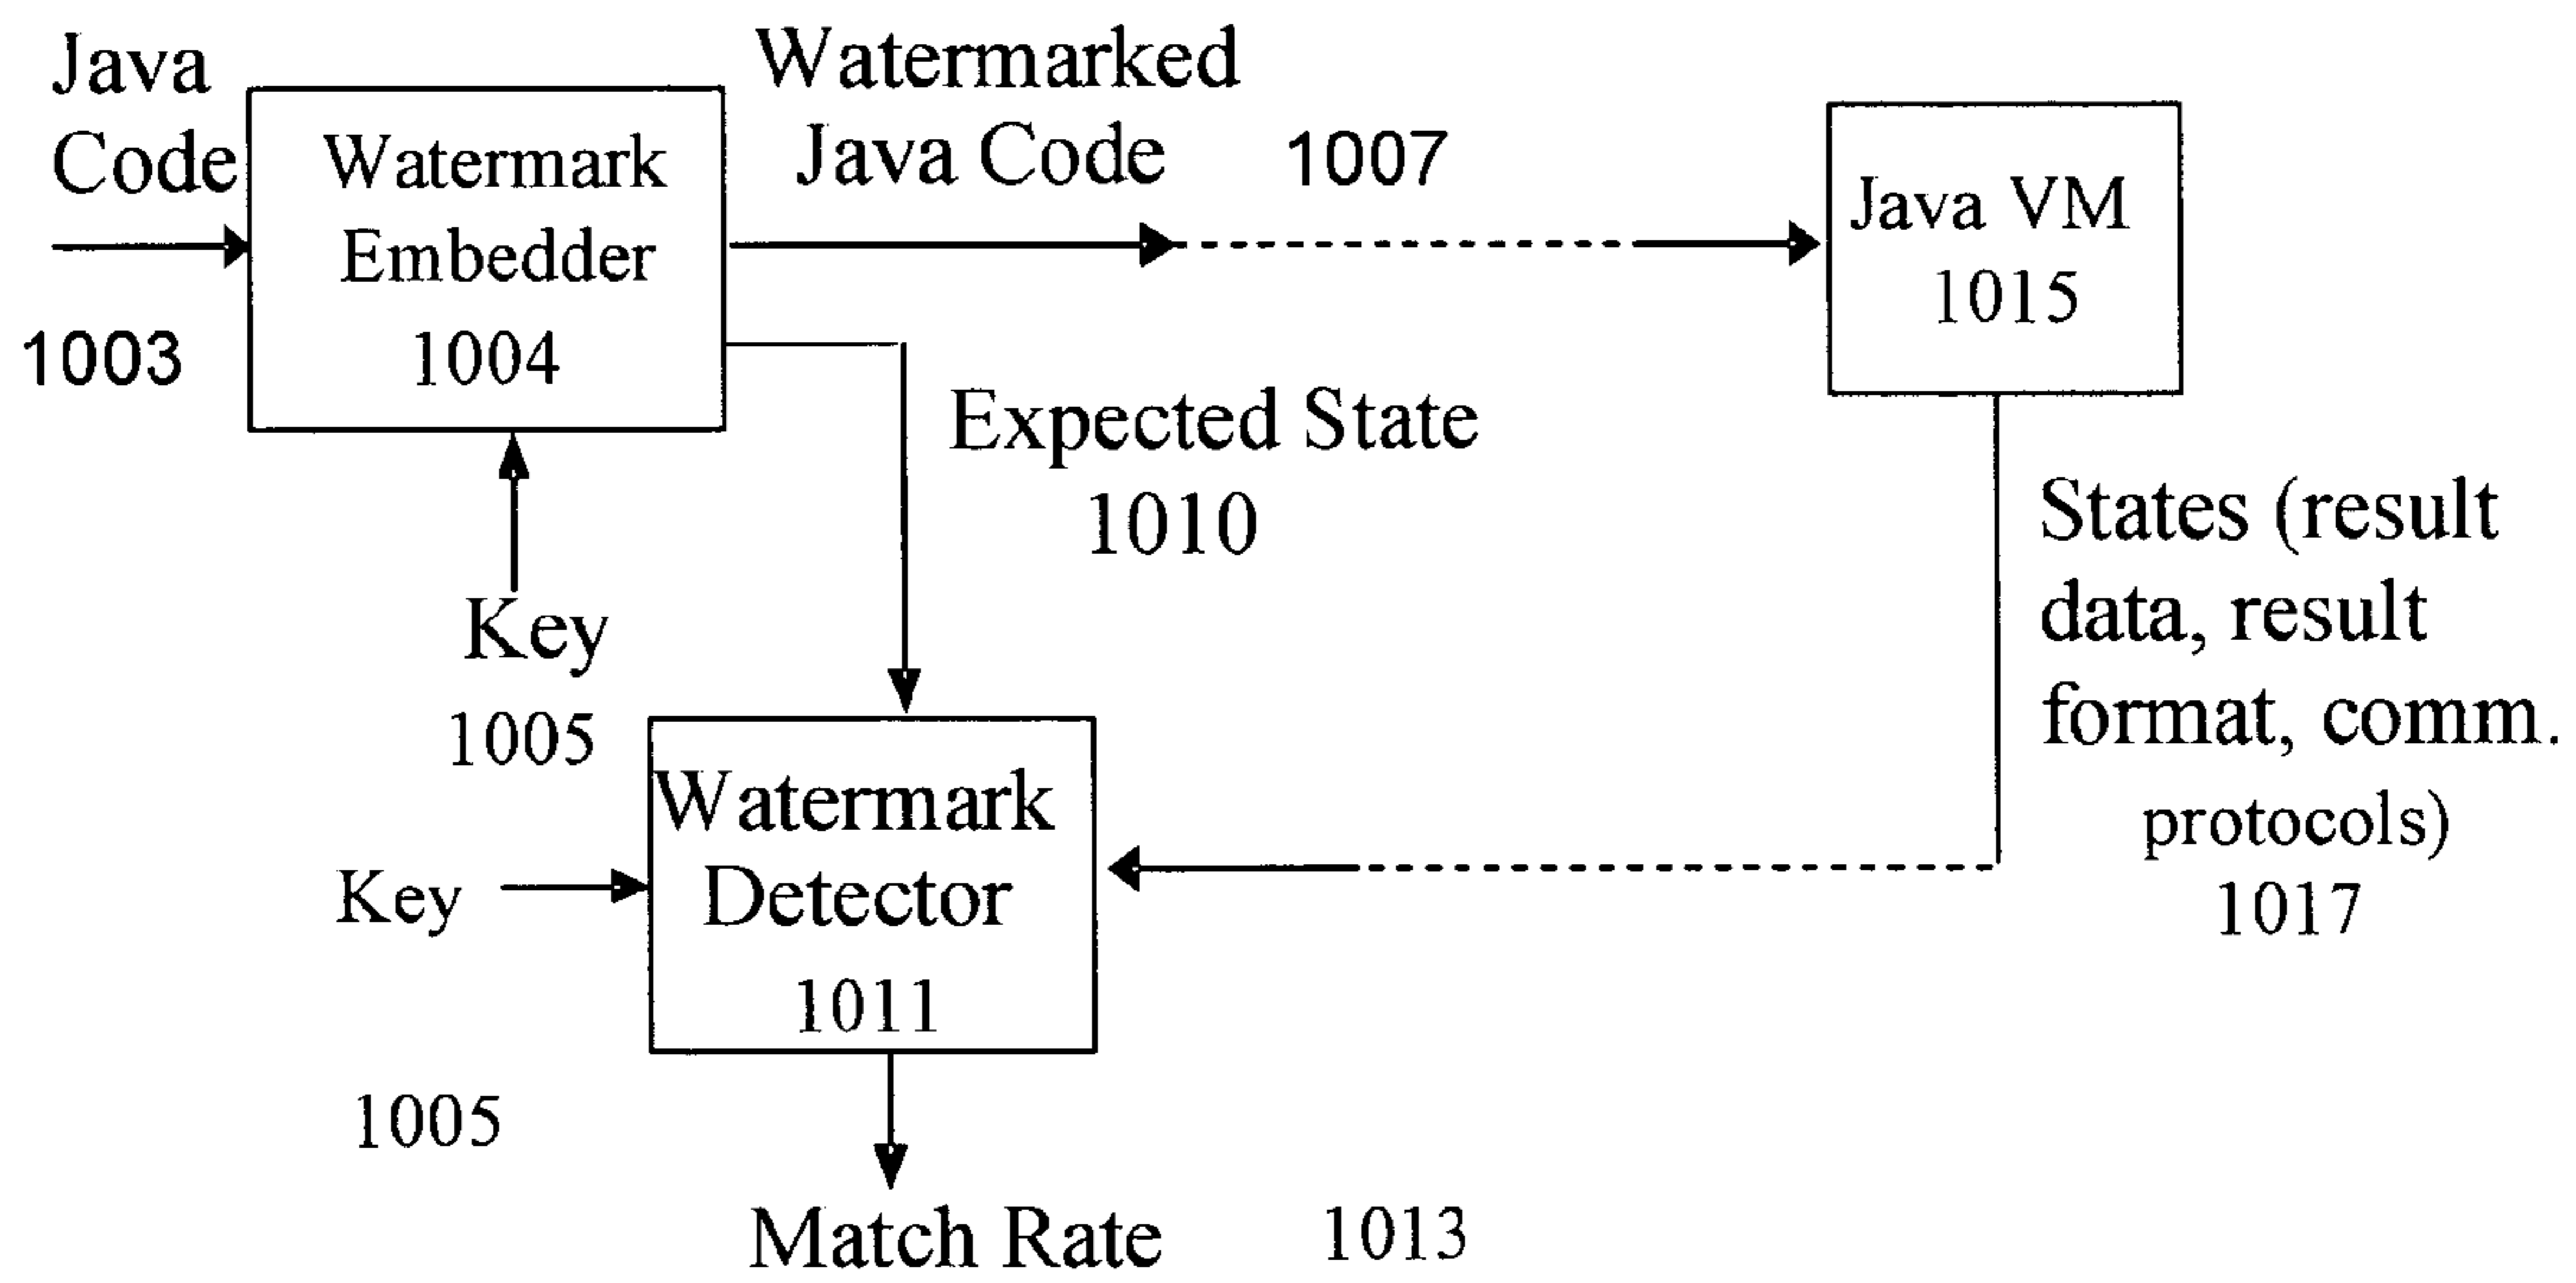 Java
Code
1003
Watermark
Embedder
1004
Watermarked
Java Code
1007
Java VM
1015
Expected State
1010
Key
1005
States (result
data, result
format, comm.
protocols)
1017
Watermark
Detector
1011
Key
1005
Match Rate
1013